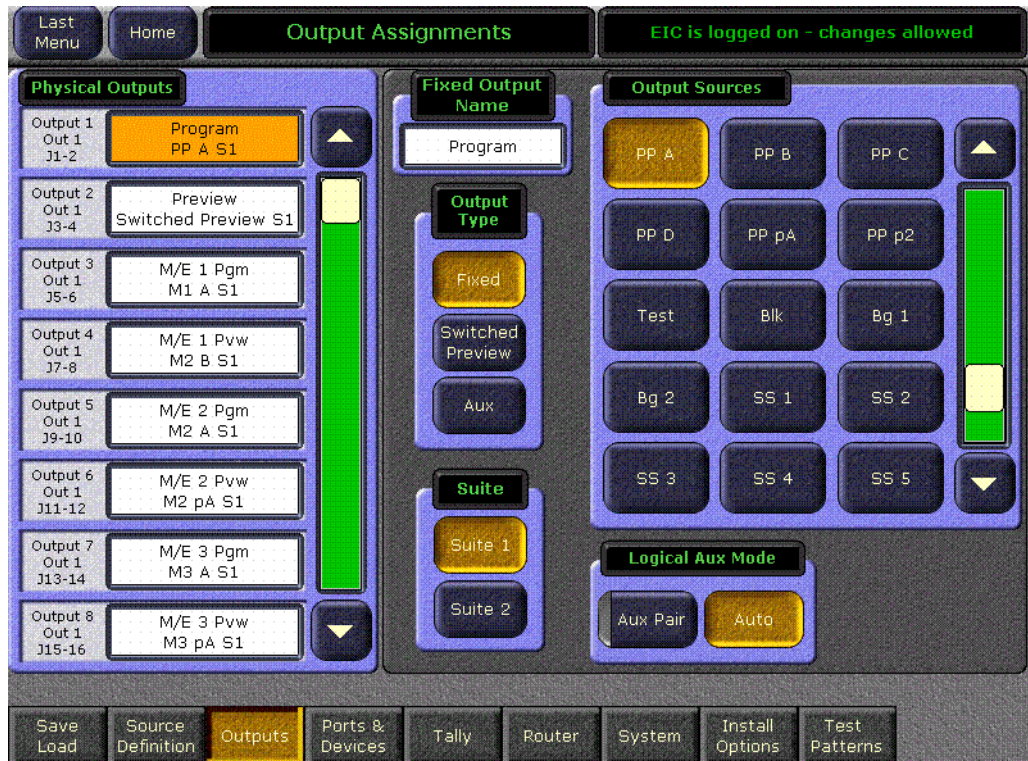 Last
Menu
Home
Output Assignments
EIC is logged on - changes allowed
Physical Outputs
Output 1
Out 1
J1-2
Program
PP A S1
Output 2
Out 1
J3-4
Preview
Switched Preview S1
Output 3
Out 1
J5-6
M/E 1 Pgm
M1 A S1
Output 4
Out 1
J7-8
M/E 1 Pvw
M2 B S1
Output 5
Out 1
J9-10
M/E 2 Pgm
M2 A S1
Output 6
Out 1
J11-12
M/E 2 Pvw
M2 pA S1
Output 7
Out 1
J13-14
M/E 3 Pgm
M3 A S1
Output 8
Out 1
J15-16
M/E 3 Pvw
M3 pA S1
Fixed Output
Name
Program
Output
Type
Fixed
Switched
Preview
Aux
Suite
Suite 1
Suite 2
Output Sources
PP A
PP B
PP C
PP D
PP pA
PP p2
Test
Blk
Bg 1
Bg 2
SS 1
SS 2
SS 3
SS 4
SS 5
Logical Aux Mode
Aux Pair
Auto
Save
Load
Source
Definition
Outputs
Ports &
Devices
Tally
Router
System
Install
Options
Test
Patterns